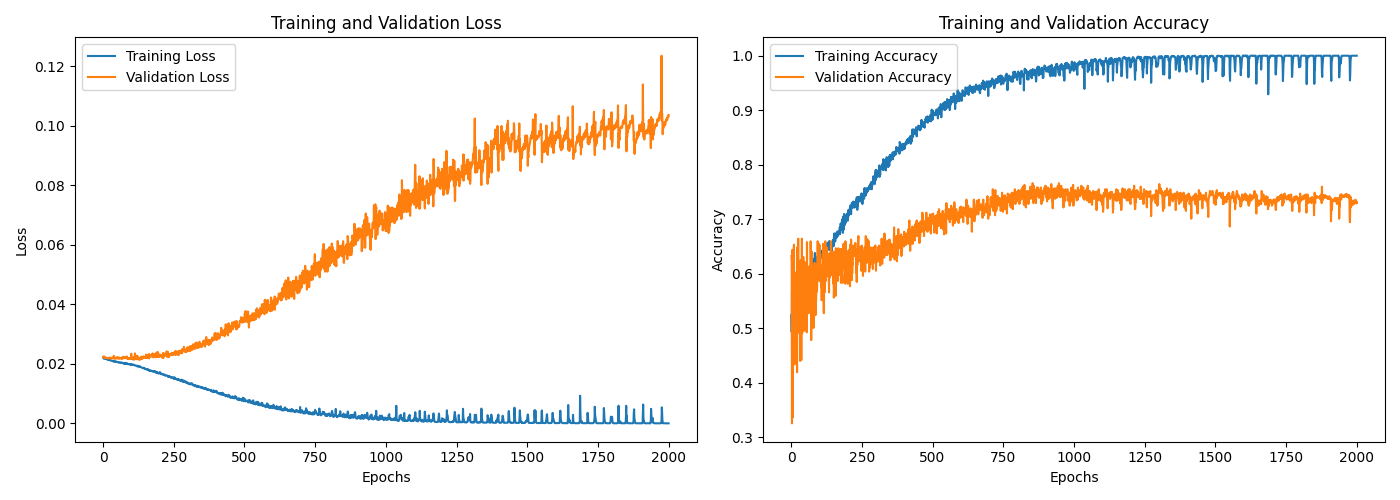 Training and Validation Loss
Training Loss
Validation Loss
0.12
0.10
0.08
0.06
0.04
0.02
0.00
Loss
0 250 500 750 1000 1250 1500 1750 2000
Epochs
Training and Validation Accuracy
Training Accuracy
Validation Accuracy
1.0
0.9
0.8
0.7
0.6
0.5
0.4
0.3
Accuracy
0 250 500 750 1000 1250 1500 1750 2000
Epochs